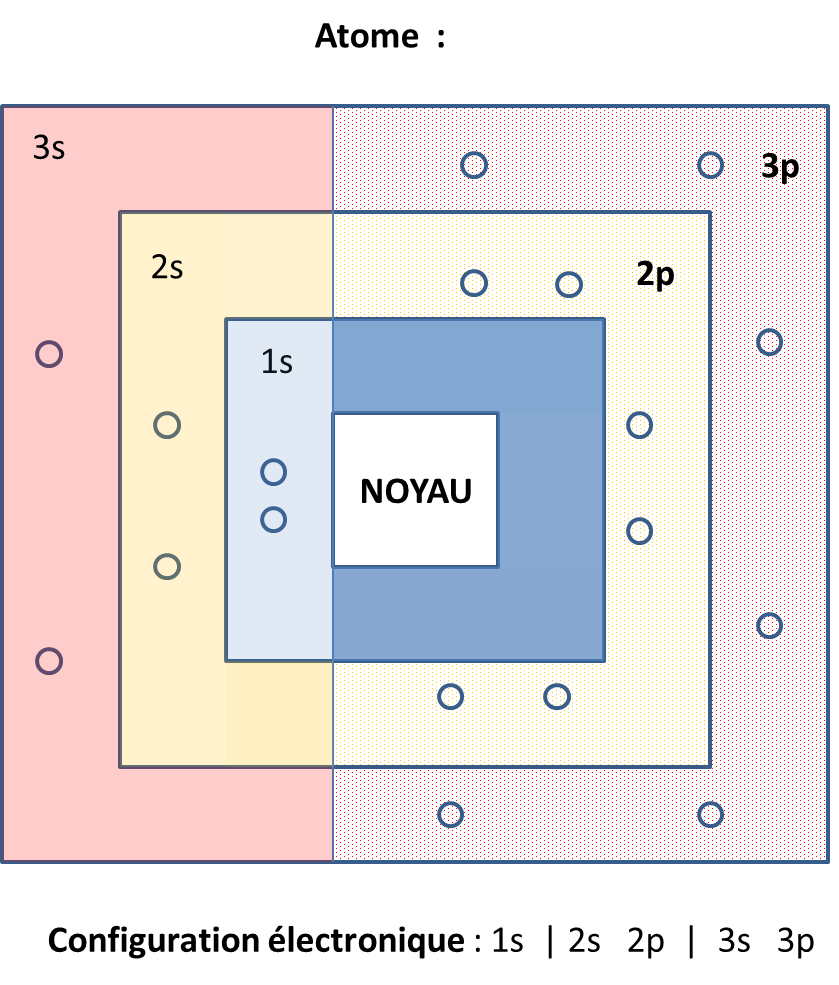 Atome :
3s
3p
2s
2p
1s
NOYAU
Configuration électronique : 1s | 2s 2p | 3s 3p